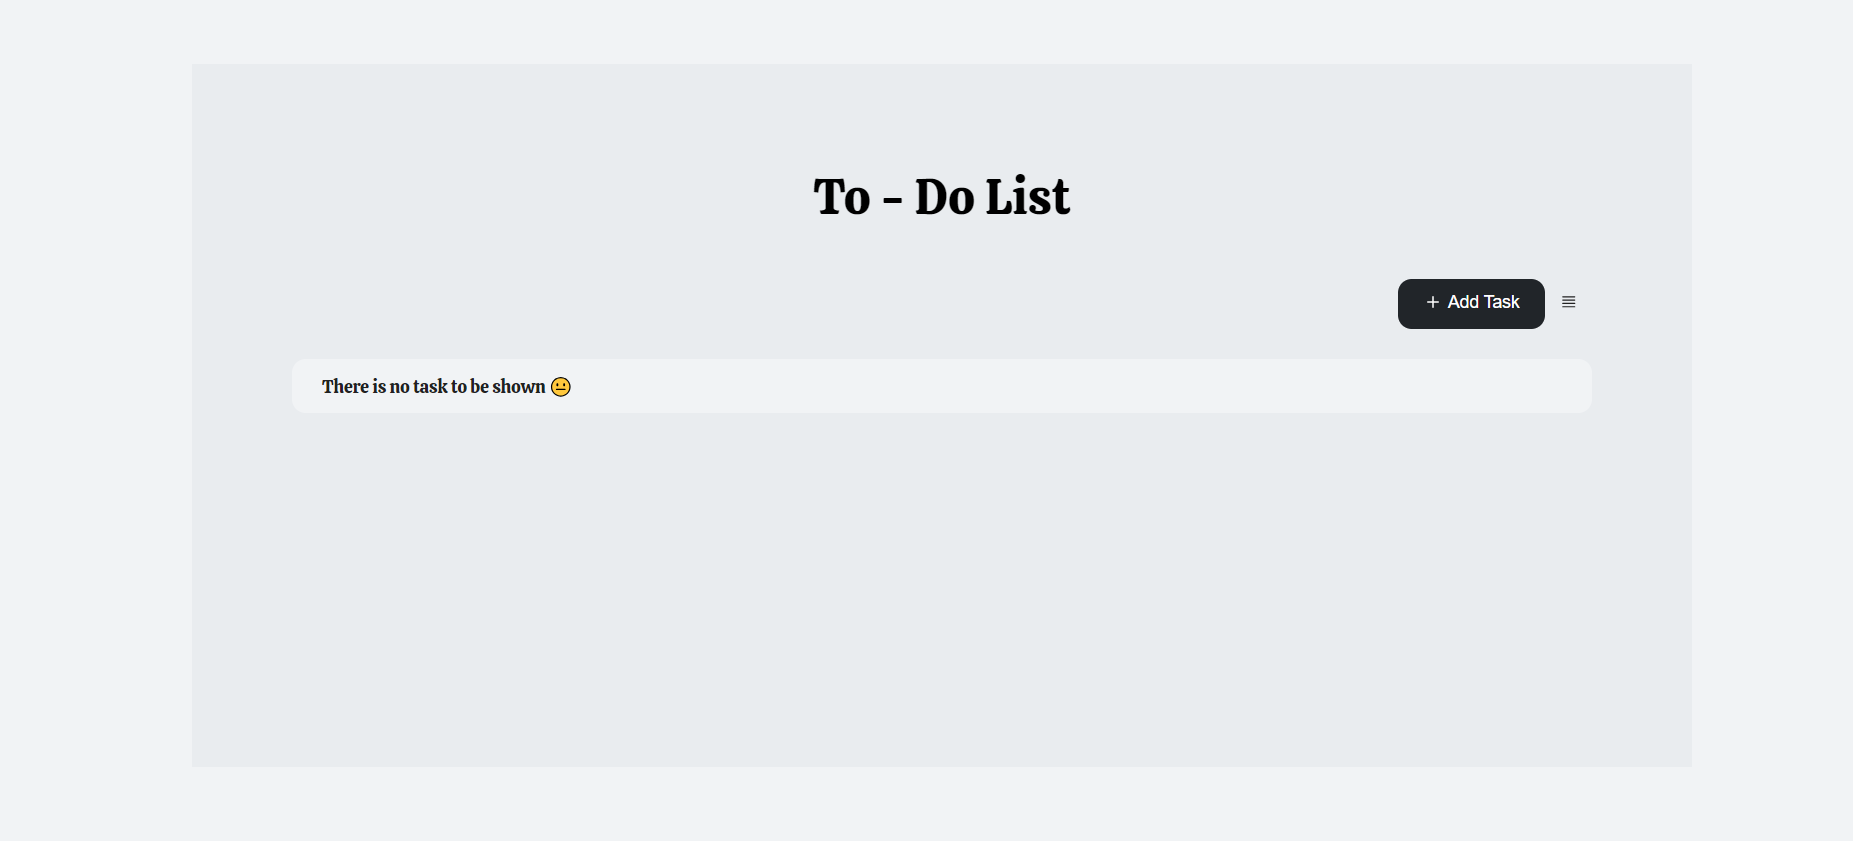 To - Do List
+ Add Task
There is no task to be shown 😐